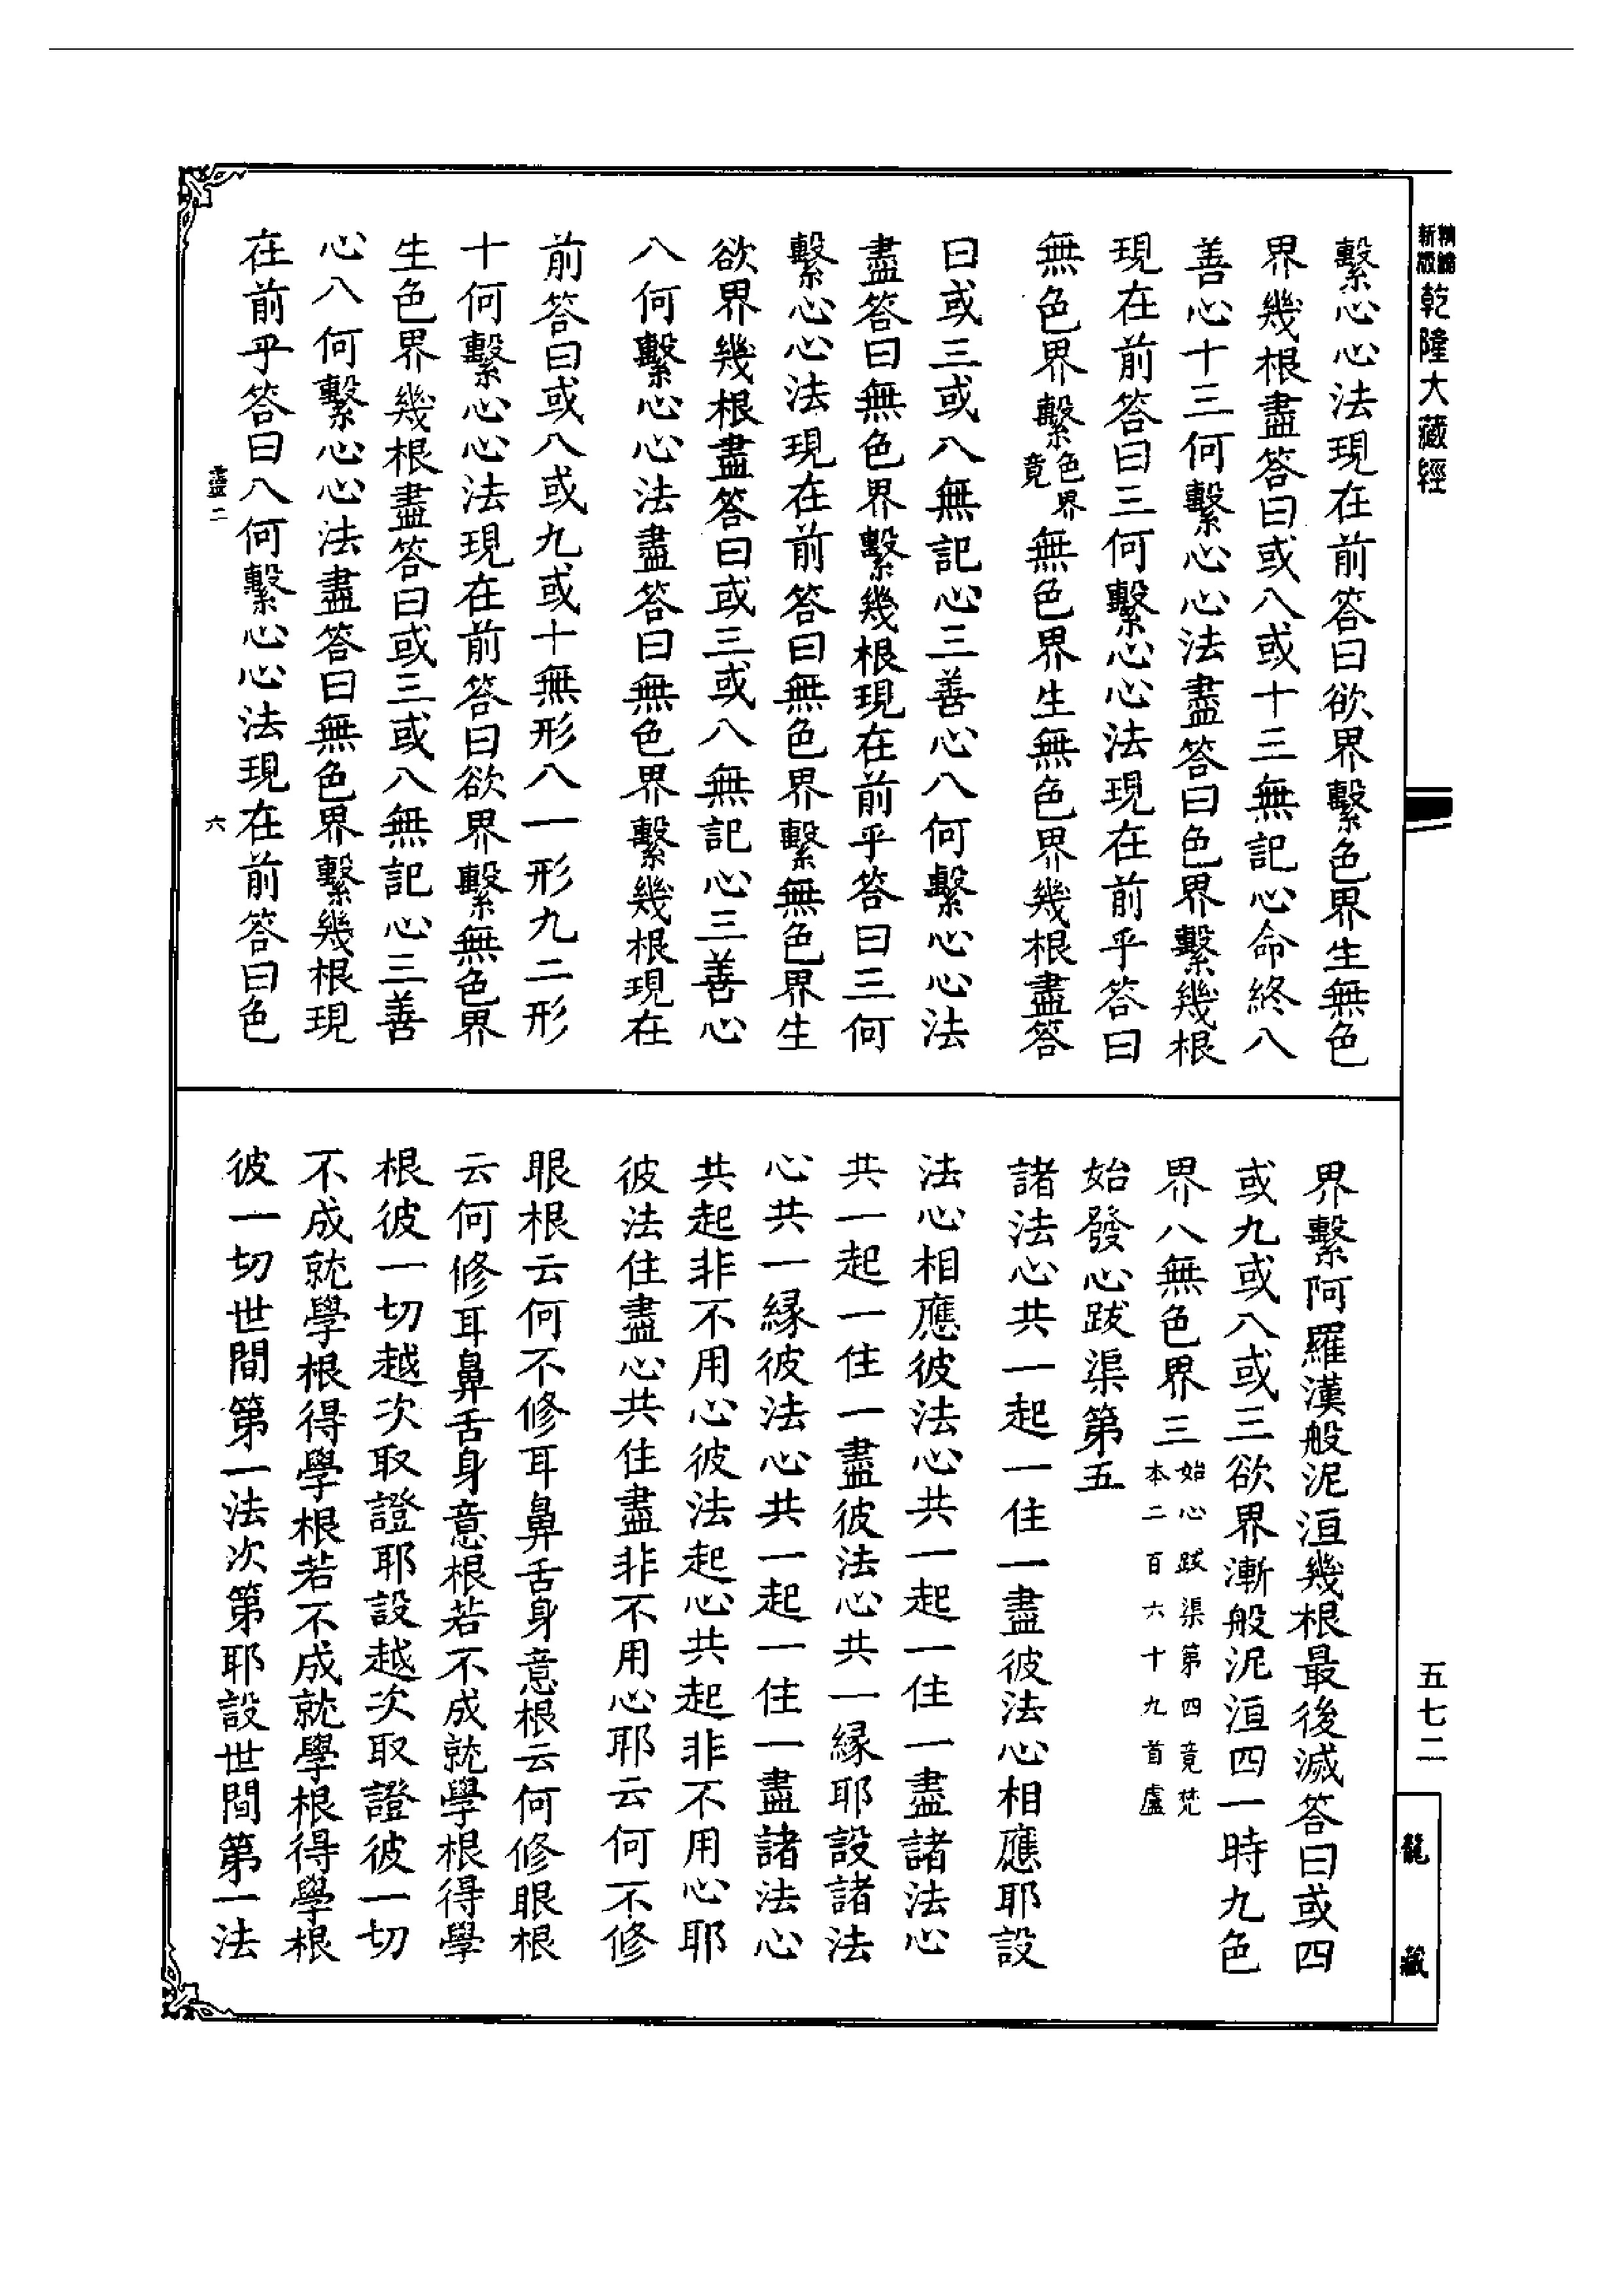 精繕新版乾隆大藏經
繫心心法現在前答曰欲界繫色界生無色
界幾根盡答曰或八或十三無記心命終八
善心十三何繫心心法盡答曰色界繫幾根
現在前答曰三何繫心心法現在前乎答曰
無色界繫色界竟無色界生無色界幾根盡答
曰或三或八無記心三善心八何繫心心法
盡答曰無色界繫幾根現在前乎答曰三何
繫心心法現在前答曰無色界繫無色界生
欲界幾根盡答曰或三或八無記心三善心
八何繫心心法盡答曰無色界繫幾根現在
前答曰或八或九或十無形八一形九二形
十何繫心心法現在前答曰欲界繫無色界
生色界幾根盡答曰或三或八無記心三善
心八何繫心心法盡答曰無色界繫幾根現
在前乎答曰八何繫心心法現在前答曰色
盡二 六
界繫阿羅漢般泥洹幾根最後滅答曰或四
或九或八或三欲界漸般泥洹四一時九色
界八無色界三始心跋渠第四竟梵本二百六十九首盧
始發心跋渠第五
諸法心共一起一住一盡彼法心相應耶設
法心相應彼法心共一起一住一盡諸法心
共一起一住一盡彼法心共一緣耶設諸法
心共一緣彼法心共一起一住一盡諸法心
共起非不用心彼法起心共起非不用心耶
彼法住盡心共住盡非不用心耶云何不修
眼根云何不修耳鼻舌身意根云何修眼根
云何修耳鼻舌身意根若不成就學根得學
根彼一切越次取證耶設越次取證彼一切
不成就學根得學根若不成就學根得學根
彼一切世間第一法次第耶設世間第一法
五七二
龍藏